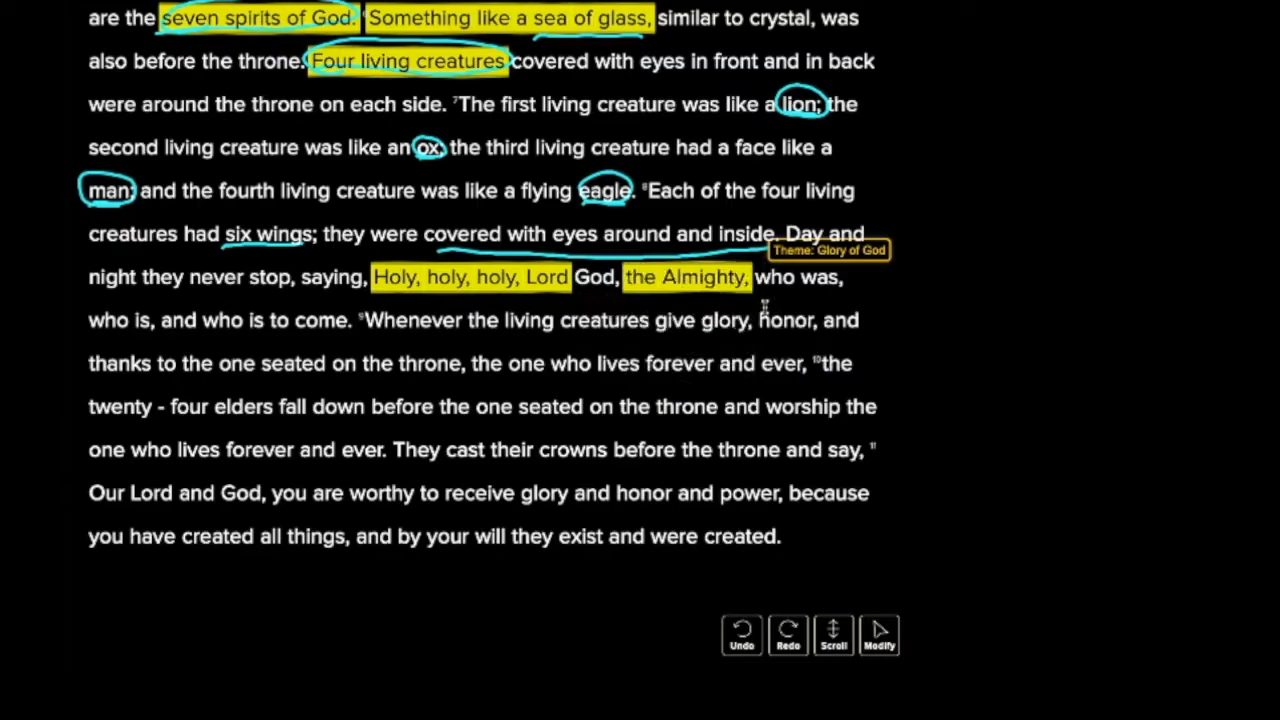 are the seven spirits of God. Something like a sea of glass, similar to crystal, was
also before the throne. Four living creatures covered with eyes in front and in back
were around the throne on each side. 7The first living creature was like a lion; the
second living creature was like an ox, the third living creature had a face like a
man; and the fourth living creature was like a flying eagle. 8Each of the four living
creatures had six wings; they were covered with eyes around and inside. Day and
Theme: Glory of God
night they never stop, saying, Holy, holy, holy, Lord God, the Almighty, who was,
who is, and who is to come. 9Whenever the living creatures give glory, honor, and
thanks to the one seated on the throne, the one who lives forever and ever, 10the
twenty - four elders fall down before the one seated on the throne and worship the
one who lives forever and ever. They cast their crowns before the throne and say, 11
Our Lord and God, you are worthy to receive glory and honor and power, because
you have created all things, and by your will they exist and were created.
Undo Redo Scroll Modify